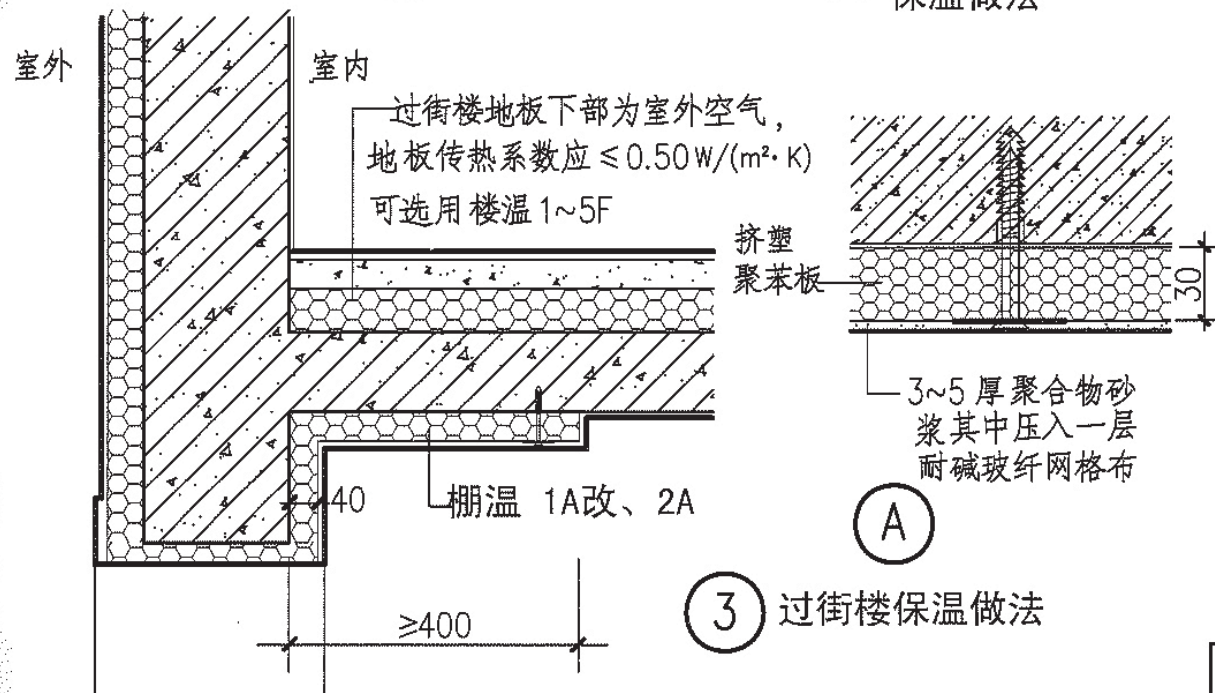 保温做法
室外
室内
过街楼地板下部为室外空气，
地板传热系数应≤0.50W/(m²·K)
可选用楼温1~5F
挤塑
聚苯板
30
3~5厚聚合物砂
浆其中压入一层
耐碱玻纤网格布
40
棚温 1A改、2A
A
≥400
3 过街楼保温做法